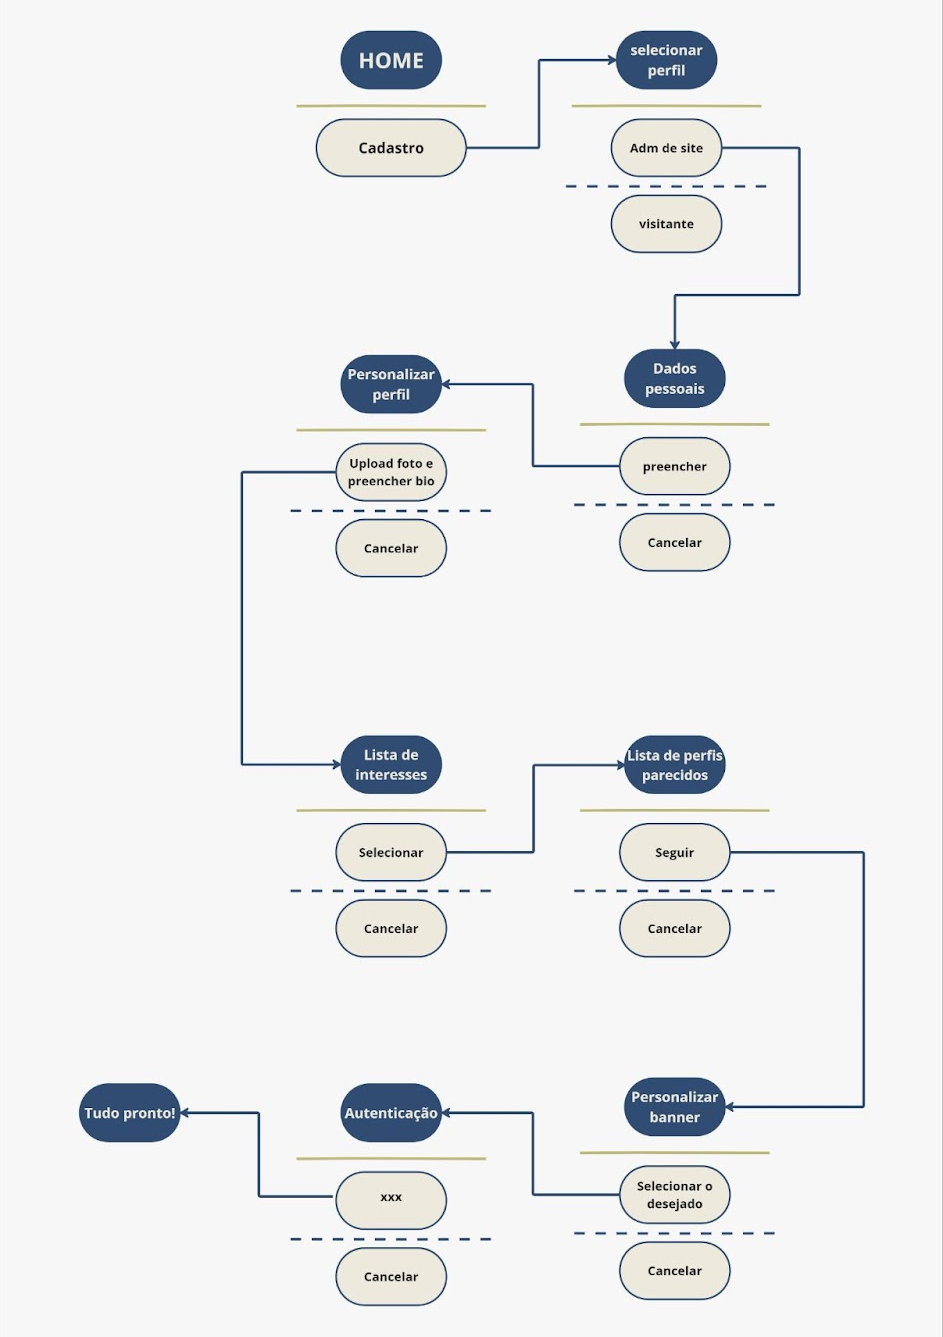 HOME
Cadastro
selecionar
perfil
Adm de site
visitante
Dados
pessoais
preencher
Cancelar
Personalizar
perfil
Upload foto e
preencher bio
Cancelar
Lista de
interesses
Selecionar
Cancelar
Lista de perfis
parecidos
Seguir
Cancelar
Personalizar
banner
Selecionar o
desejado
Cancelar
Autenticação
xxx
Cancelar
Tudo pronto!